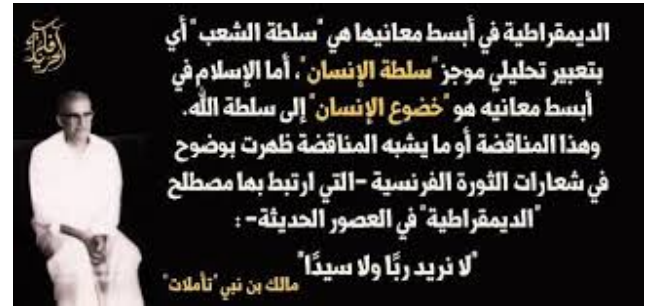 الديمقراطية في أبسط معانيها هي "سلطة الشعب" أي
بتعبير تحليلي موجز "سلطة الإنسان"، أما الإسلام في
أبسط معانيه هو "خضوع الإنسان" إلى سلطة الله.
وهذا المناقضة أو ما يشبه المناقضة ظهرت بوضوح
في شعارات الثورة الفرنسية -التي ارتبط بها مصطلح
"الديمقراطية" في العصور الحديثة- :
"لا نريد ربًا ولا سيدًا"
مالك بن نبي "تأملات"